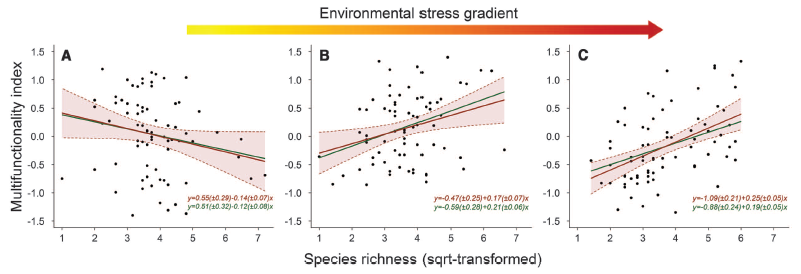 Environmental stress gradient
Multifunctionality index
A
1.5
1.0
0.5
0.0
-0.5
-1.0
-1.5
1 2 3 4 5 6 7
y=0.55(±0.29)-0.14(±0.07)x
y=0.51(±0.32)-0.12(±0.08)x
B
1.5
1.0
0.5
0.0
-0.5
-1.0
-1.5
1 2 3 4 5 6 7
y=-0.47(±0.25)+0.17(±0.07)x
y=-0.59(±0.28)+0.21(±0.06)x
C
1.5
1.0
0.5
0.0
-0.5
-1.0
-1.5
1 2 3 4 5 6 7
y=-1.09(±0.21)+0.25(±0.05)x
y=-0.88(±0.24)+0.19(±0.05)x
Species richness (sqrt-transformed)